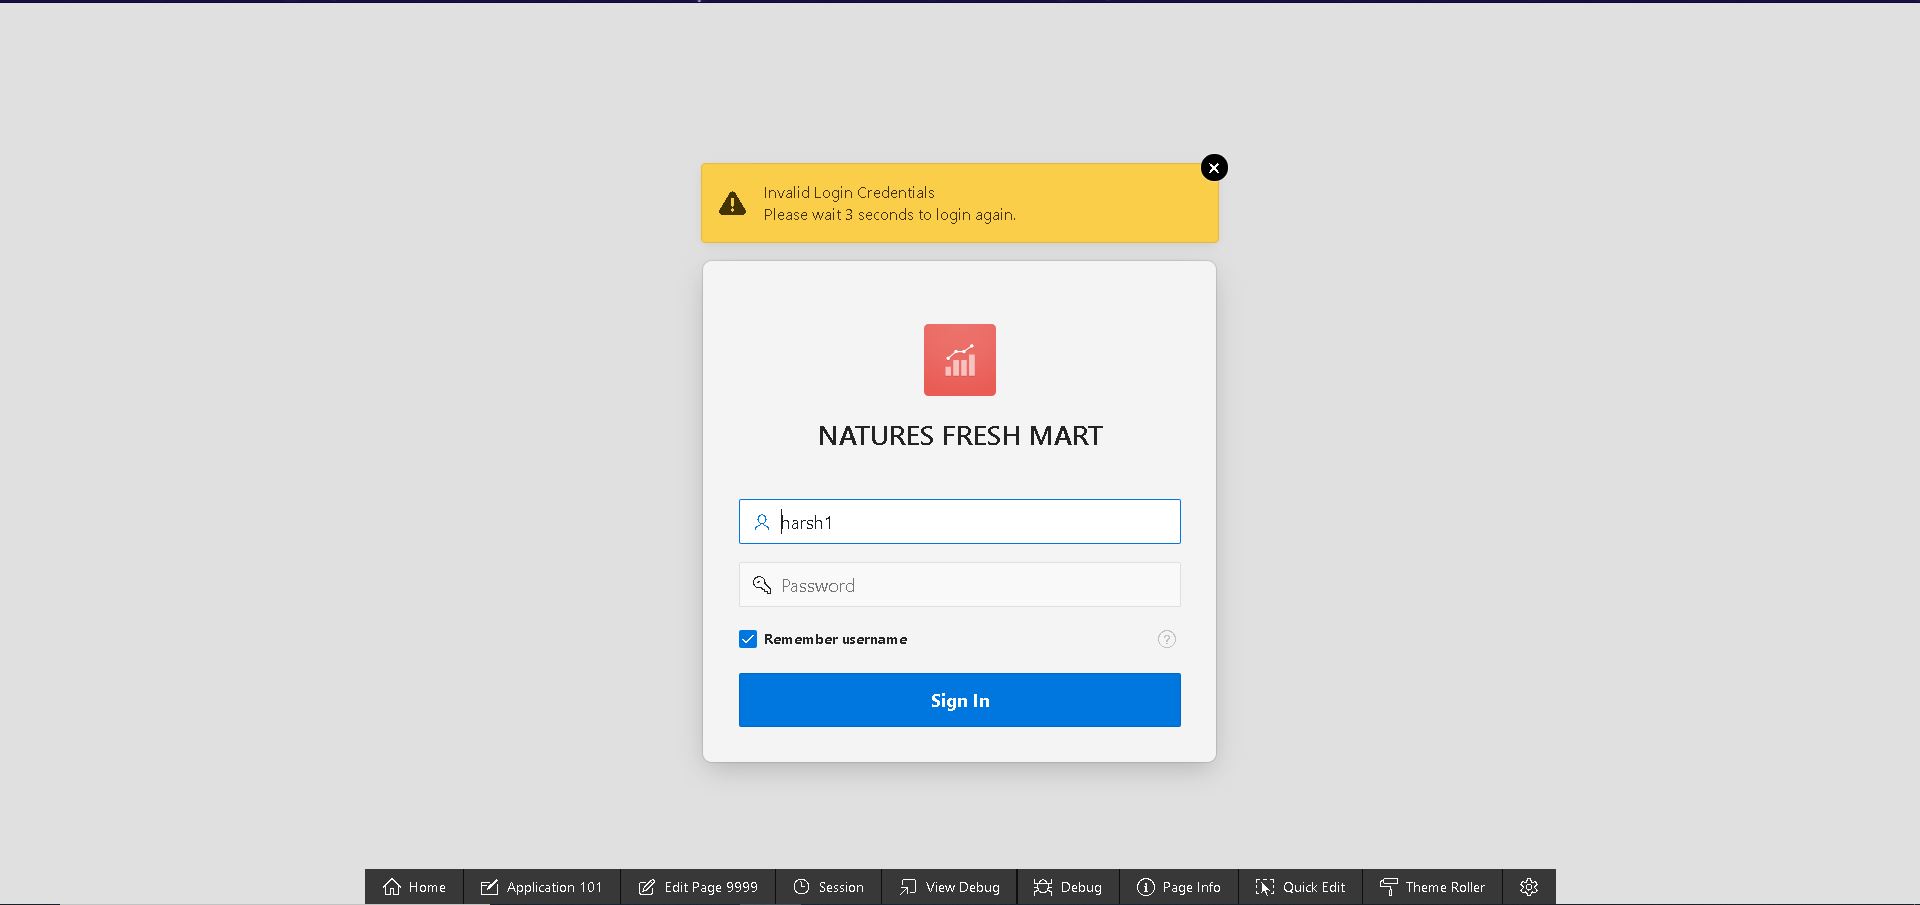 Invalid Login Credentials
Please wait 3 seconds to login again.
NATURES FRESH MART
harsh1
Password
Remember username
?
Sign In
Home
Application 101
Edit Page 9999
Session
View Debug
Debug
Page Info
Quick Edit
Theme Roller